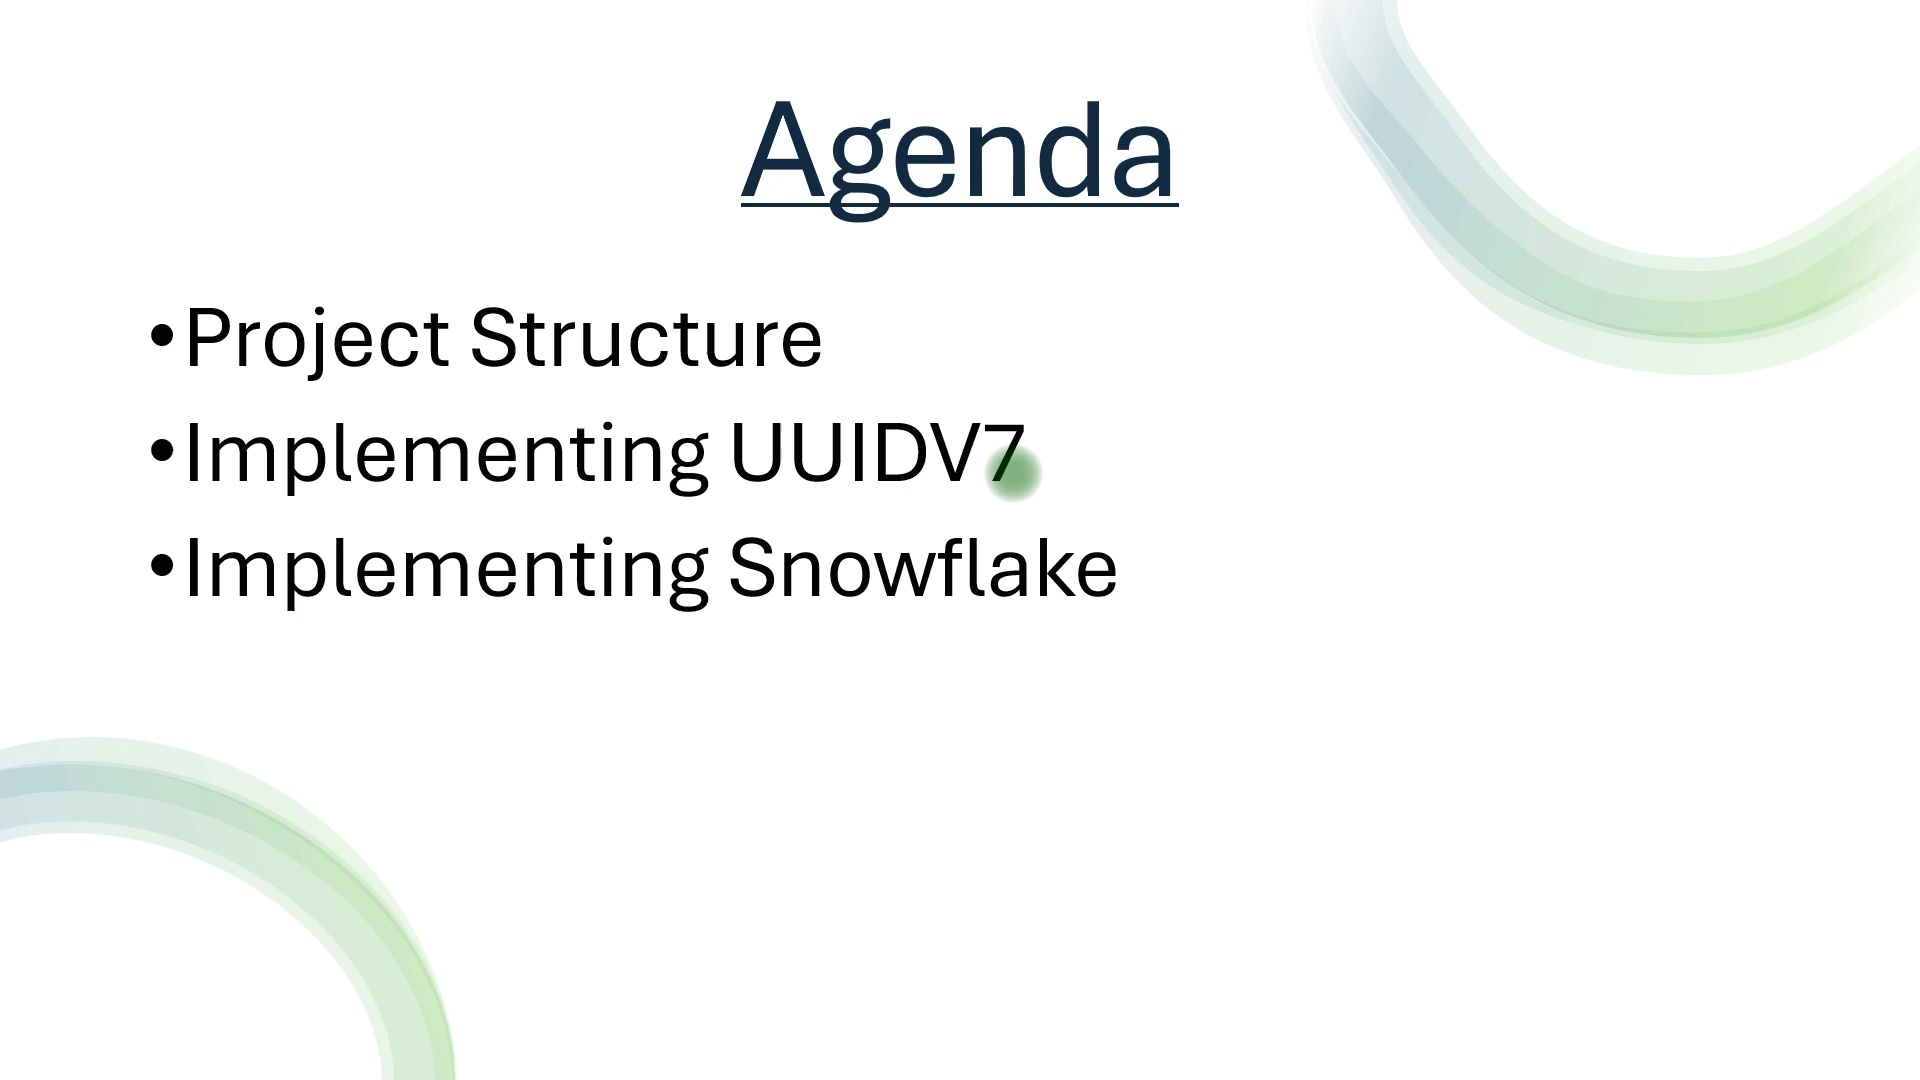 Agenda
•Project Structure
•Implementing UUIDV7
•Implementing Snowflake